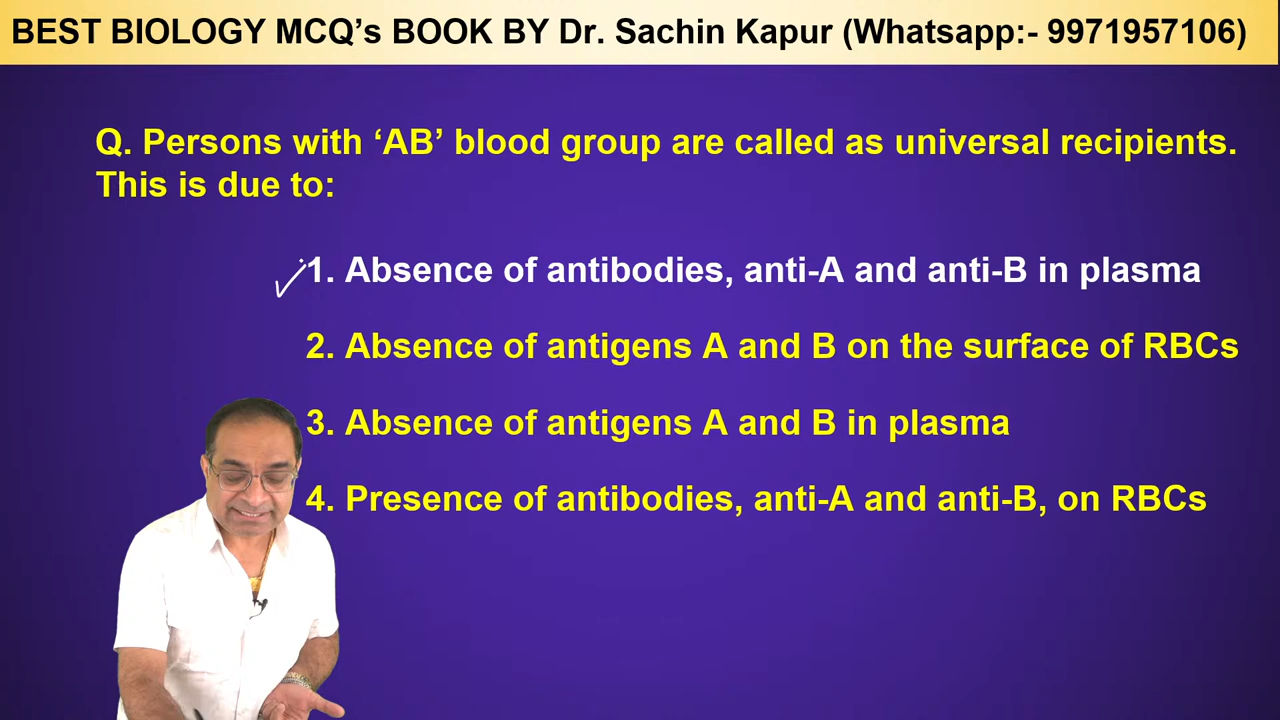 BEST BIOLOGY MCQ’s BOOK BY Dr. Sachin Kapur (Whatsapp:- 9971957106)
Q. Persons with ‘AB’ blood group are called as universal recipients.
This is due to:
1. Absence of antibodies, anti-A and anti-B in plasma
2. Absence of antigens A and B on the surface of RBCs
3. Absence of antigens A and B in plasma
4. Presence of antibodies, anti-A and anti-B, on RBCs